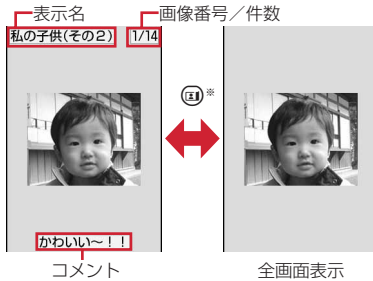 表示名
画像番号／件数
私の子供(その２)
1/14
※
かわいい～！！
コメント
全画面表示